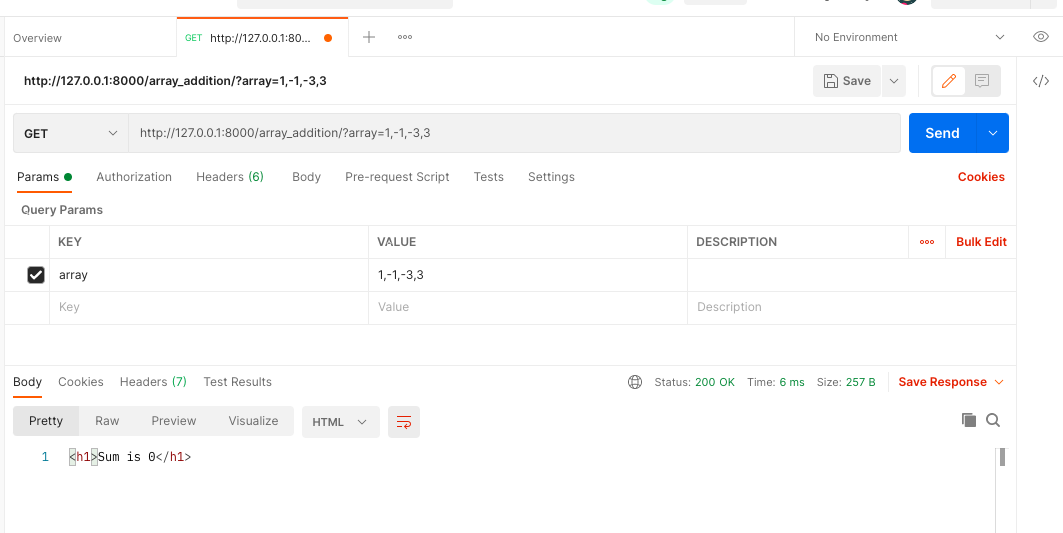 Overview
GET http://127.0.0.1:80...
No Environment
http://127.0.0.1:8000/array_addition/?array=1,-1,-3,3
Save
GET
http://127.0.0.1:8000/array_addition/?array=1,-1,-3,3
Send
Params Authorization Headers (6) Body Pre-request Script Tests Settings Cookies
Query Params
KEY VALUE DESCRIPTION Bulk Edit
array 1,-1,-3,3
Key Value Description
Body Cookies Headers (7) Test Results Status: 200 OK Time: 6 ms Size: 257 B Save Response
Pretty Raw Preview Visualize HTML
1 <h1>Sum is 0</h1>